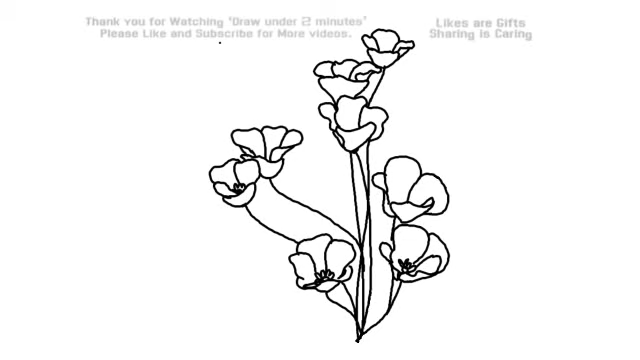 Thank you for Watching 'Draw under 2 minutes'
Please Like and Subscribe for More videos.
Likes are Gifts
Sharing is Caring